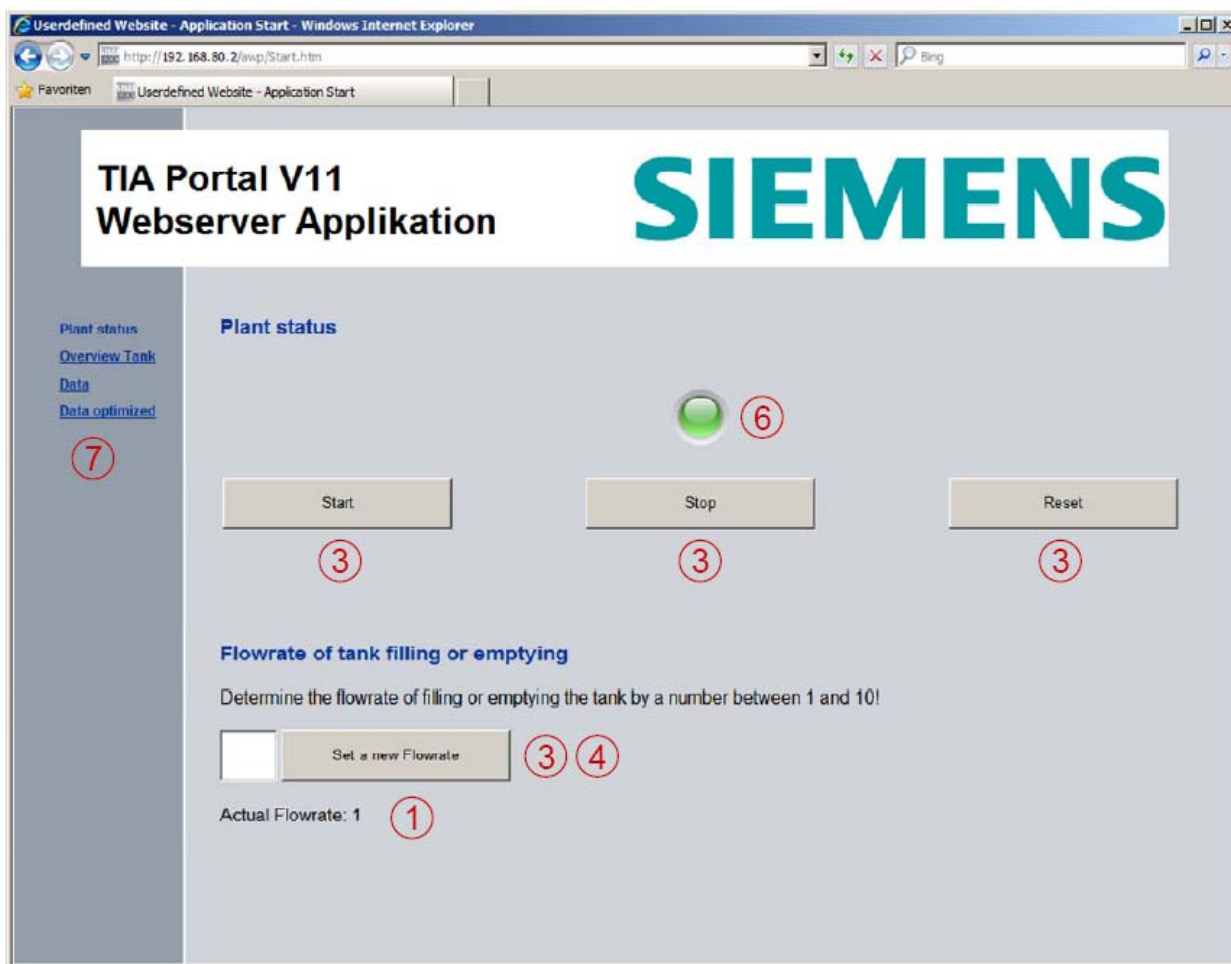 Userdefined Website - Application Start - Windows Internet Explorer
http://192.168.80.2/awp/Start.htm
Bing
Favoriten
Userdefined Website - Application Start
TIA Portal V11
Webserver Applikation
SIEMENS
Plant status
Overview Tank
Data
Data optimized
7
Plant status
6
Start
Stop
Reset
3
3
3
Flowrate of tank filling or emptying
Determine the flowrate of filling or emptying the tank by a number between 1 and 10!
Set a new Flowrate
3 4
Actual Flowrate: 1
1